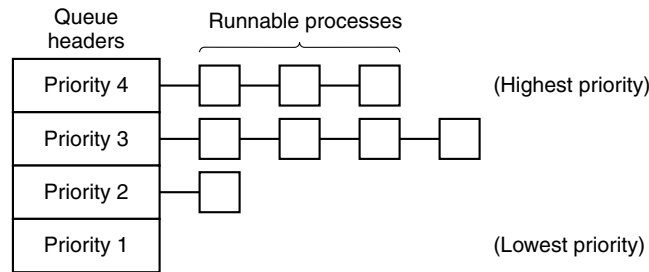 Queue
headers
Runnable processes
Priority 4
(Highest priority)
Priority 3
Priority 2
Priority 1
(Lowest priority)